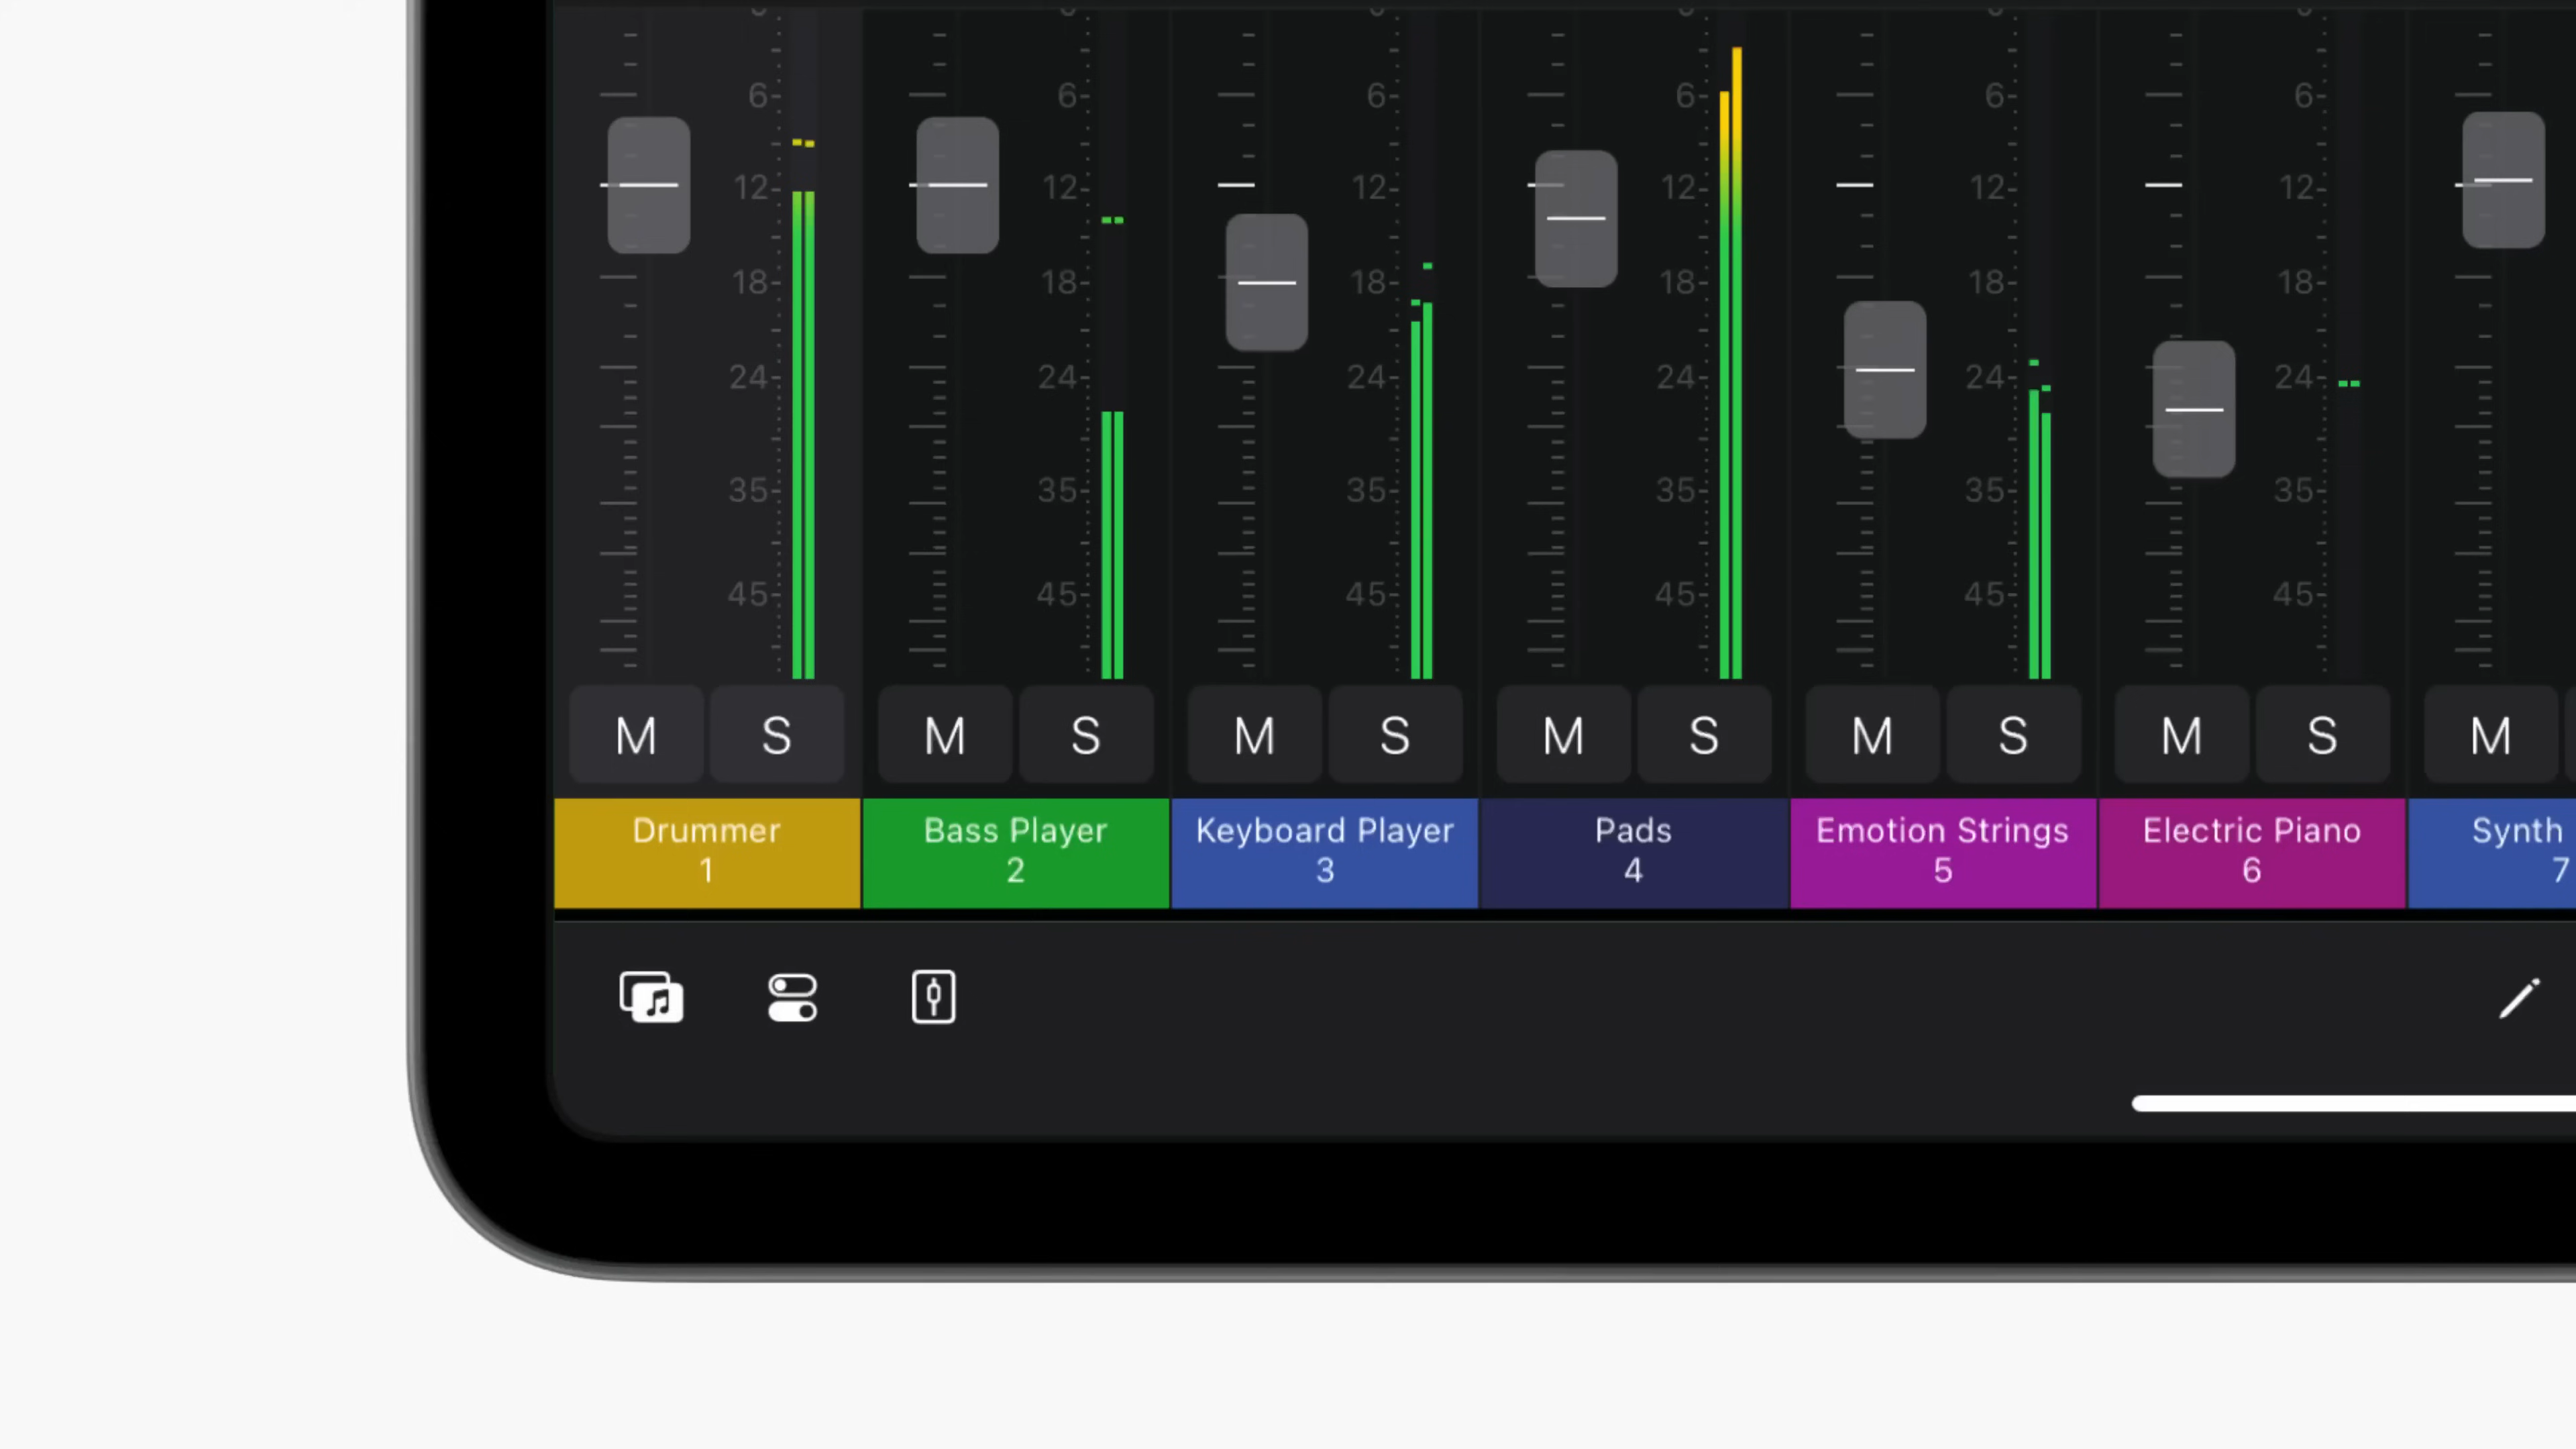 6 6 6 6 6 6
12 12 12 12 12 12
18 18 18 18 18 18
24 24 24 24 24 24
35 35 35 35 35 35
45 45 45 45 45 45
M S M S M S M S M S M S M
Drummer Bass Player Keyboard Player Pads Emotion Strings Electric Piano Synth
1 2 3 4 5 6 7